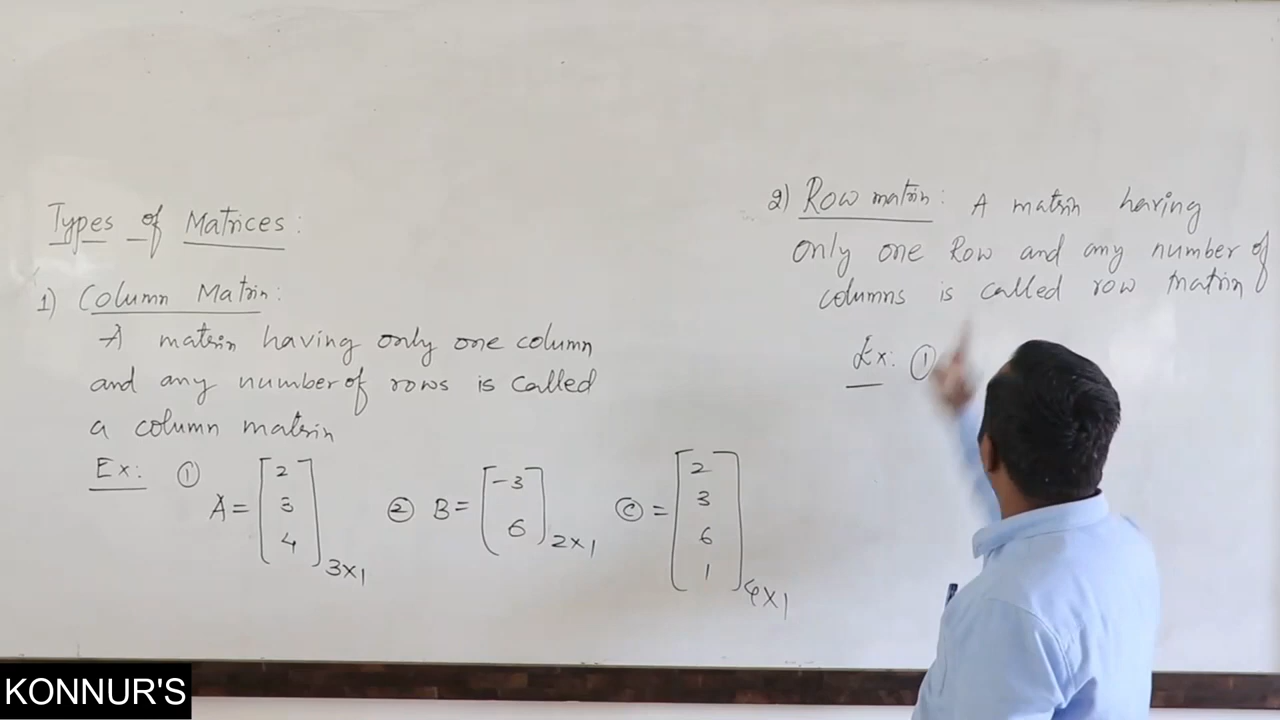 Types of Matrices:
1) Column Matrix:
A matrix having only one column
and any number of rows is called
a column matrix
Ex: ① A = [2 3 4] 3x1 ② B = [-3 6] 2x1 © = [2 3 6 1] 4x1
2) Row matrix: A matrix having
only one Row and any number of
columns is called row matrix
Ex: ①
KONNUR'S